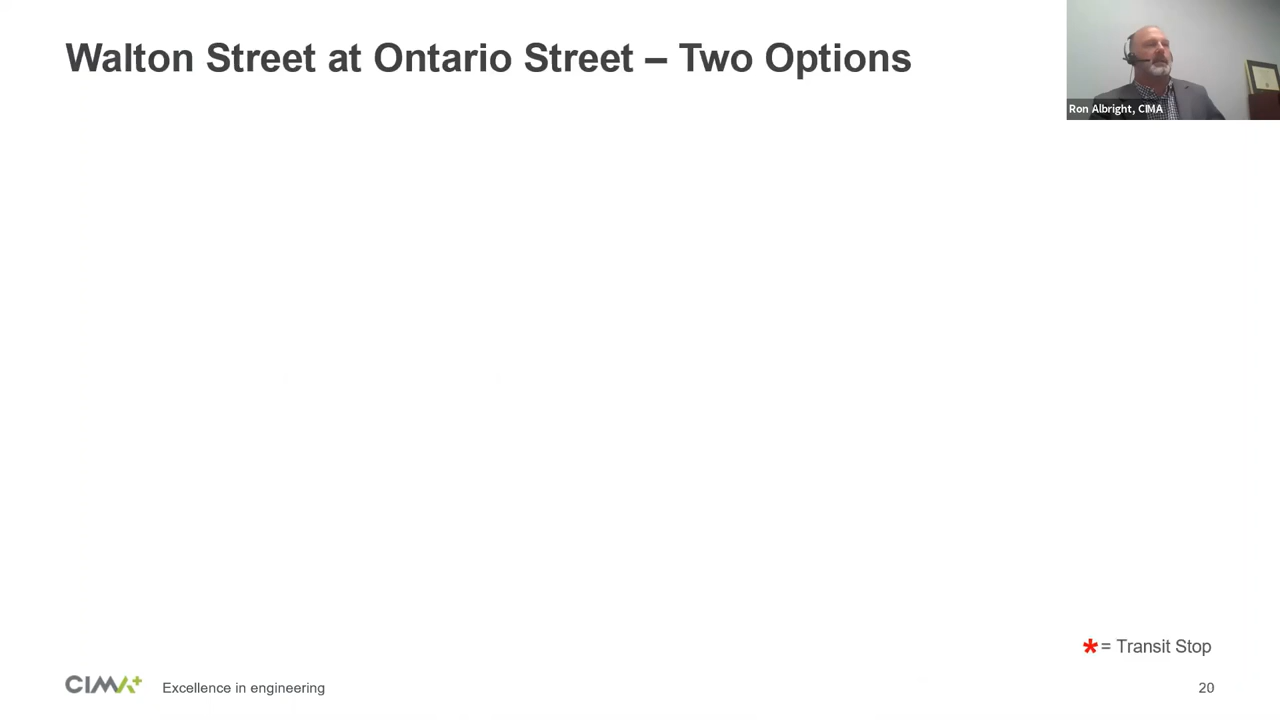 Walton Street at Ontario Street – Two Options
Ron Albright, CIMA
* = Transit Stop
CIMA+
Excellence in engineering
20